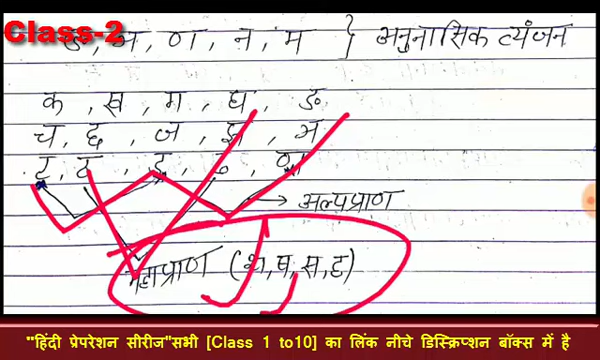 Class-2
ङ, ञ, ण, न, म } अनुनासिक व्यंजन
क, ख, ग, घ, ङ
च, छ, ज, झ, ञ
ट, ठ, ड, ढ, ण
अल्पप्राण
महाप्राण (श, ष, स, ह)
"हिंदी प्रेपरेशन सीरीज"सभी [Class 1 to10] का लिंक नीचे डिस्क्रिप्शन बॉक्स में है